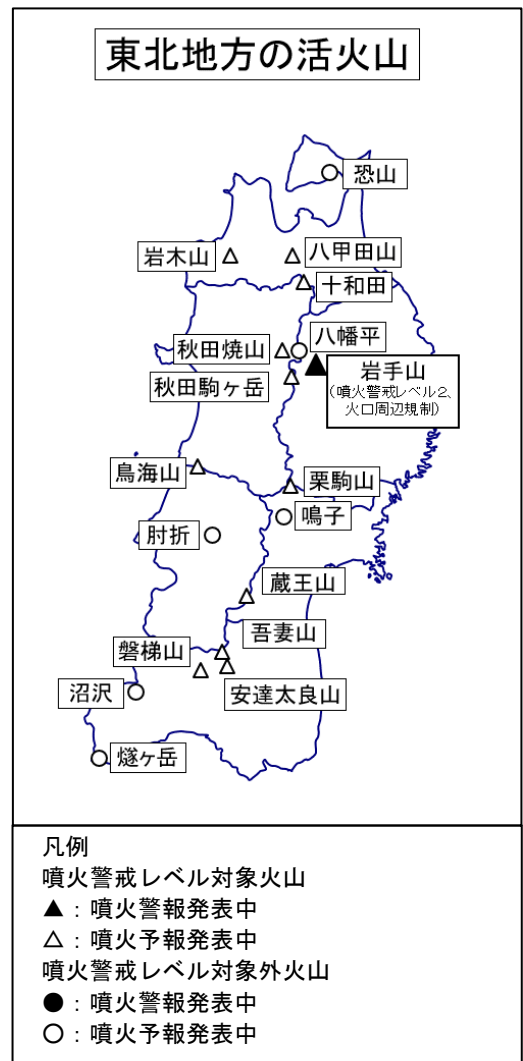 東北地方の活火山
恐山
岩木山
八甲田山
十和田
八幡平
秋田焼山
岩手山
(噴火警戒レベル2、
火口周辺規制)
秋田駒ヶ岳
鳥海山
栗駒山
鳴子
肘折
蔵王山
吾妻山
磐梯山
安達太良山
沼沢
燧ヶ岳
凡例
噴火警戒レベル対象火山
▲:噴火警報発表中
△:噴火予報発表中
噴火警戒レベル対象外火山
●:噴火警報発表中
○:噴火予報発表中